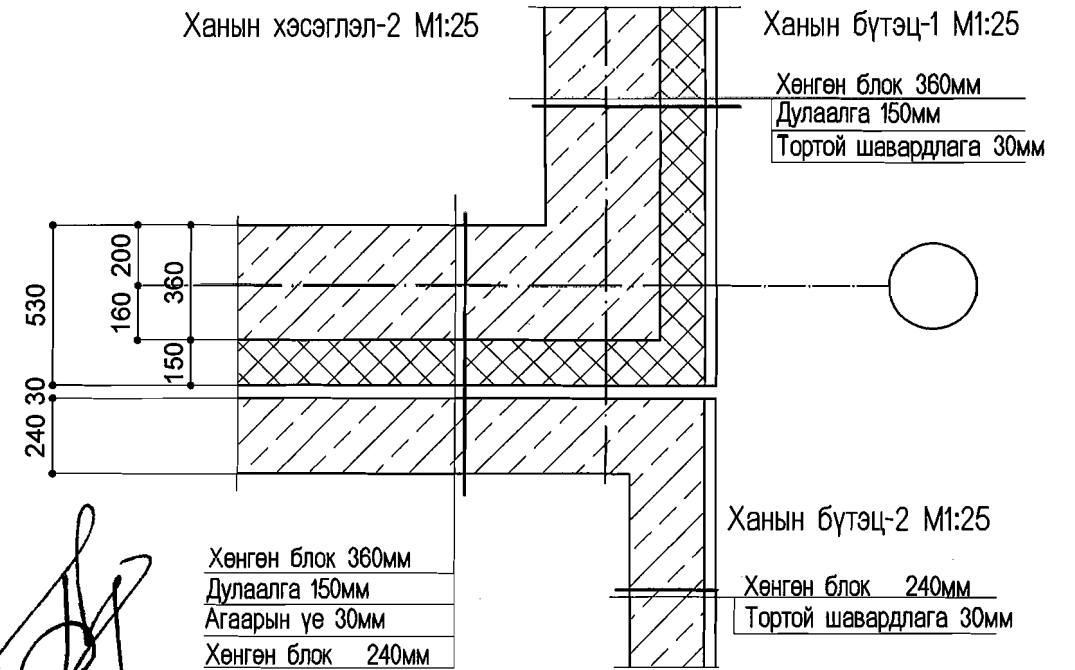 Ханын хэсэглэл-2 М1:25
Ханын бүтэц-1 М1:25
Хөнгөн блок 360мм
Дулаалга 150мм
Тортой шавардлага 30мм
530
200
160
360
150
30
240
Ханын бүтэц-2 М1:25
Хөнгөн блок 240мм
Тортой шавардлага 30мм
Хөнгөн блок 360мм
Дулаалга 150мм
Агаарын үе 30мм
Хөнгөн блок 240мм